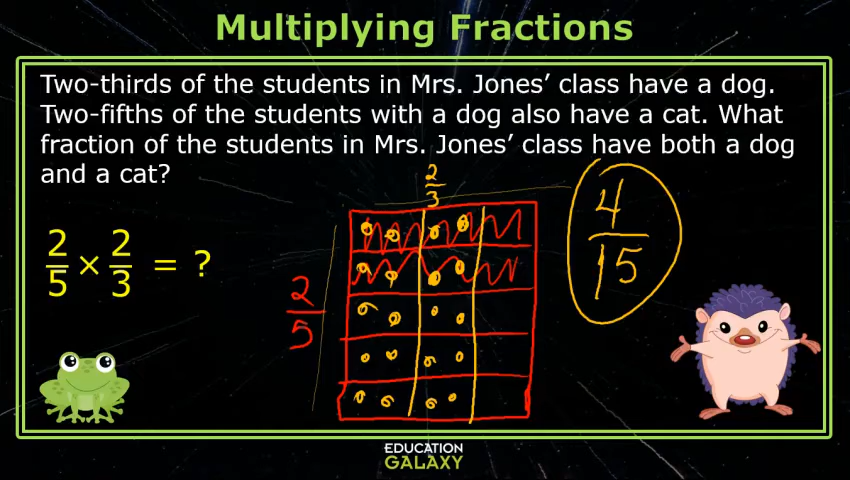 Multiplying Fractions
Two-thirds of the students in Mrs. Jones’ class have a dog.
Two-fifths of the students with a dog also have a cat. What
fraction of the students in Mrs. Jones’ class have both a dog
and a cat?
2/3
4/15
2/5 × 2/3 = ?
2/5
EDUCATION
GALAXY